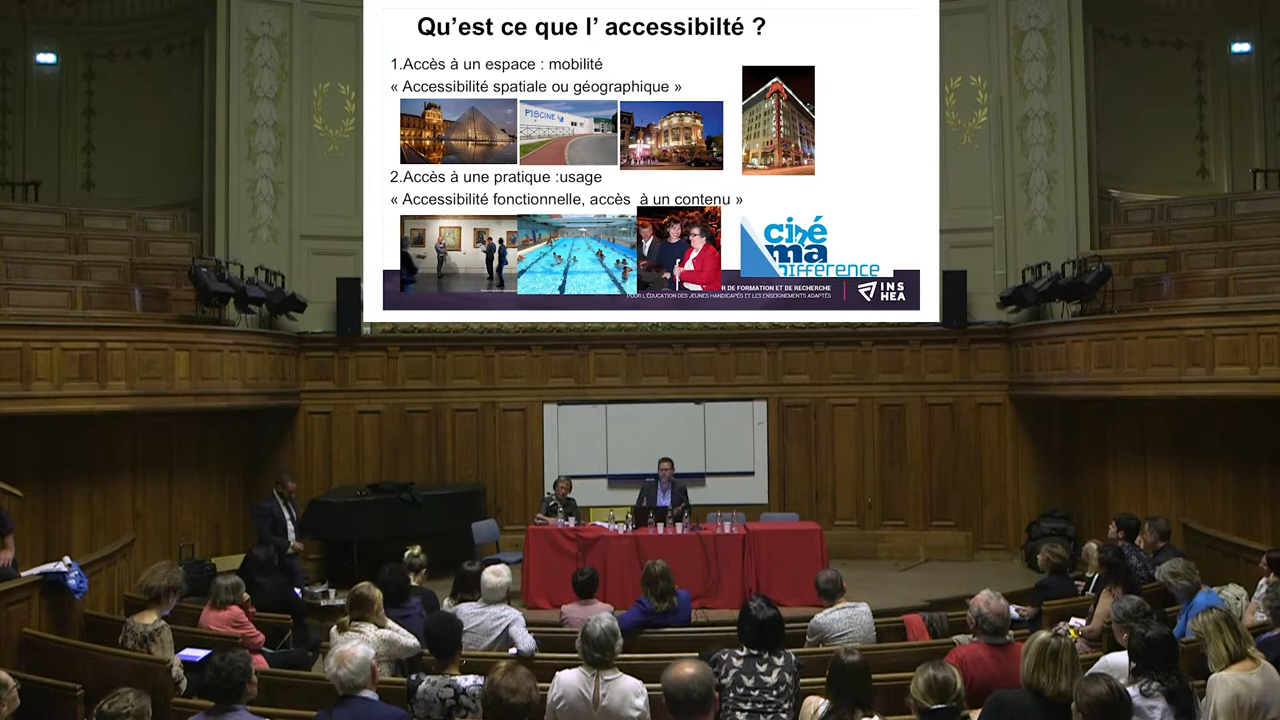 Qu’est ce que l’ accessibilté ?
1.Accès à un espace : mobilité
« Accessibilité spatiale ou géographique »
PISCINE
2.Accès à une pratique :usage
« Accessibilité fonctionnelle, accès à un contenu »
ciné
ma
DIFFÉRENCE
R DE FORMATION ET DE RECHERCHE
POUR L'ÉDUCATION DES JEUNES HANDICAPÉS ET LES ENSEIGNEMENTS ADAPTÉS
INS
HEA